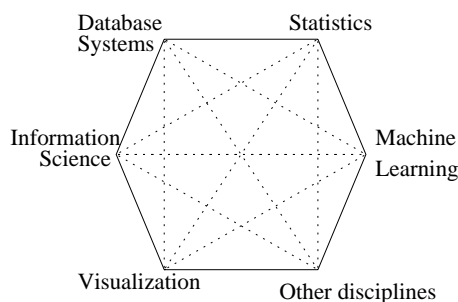 Database
Systems
Statistics
Information
Science
Machine
Learning
Visualization
Other disciplines